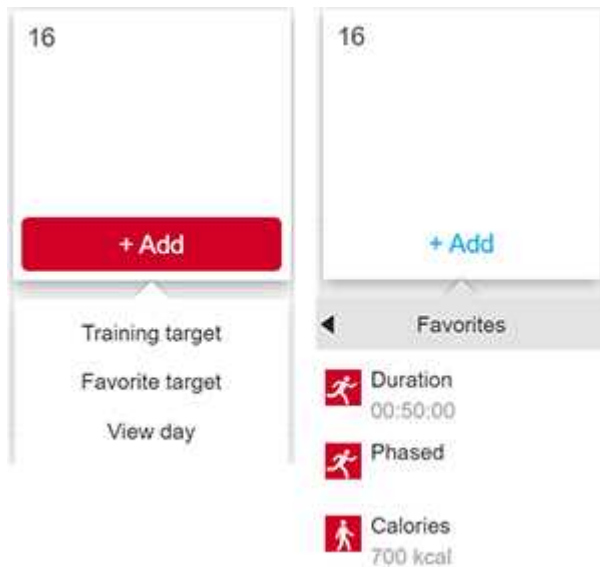 16
+ Add
Training target
Favorite target
View day
16
+ Add
Favorites
Duration
00:50:00
Phased
Calories
700 kcal